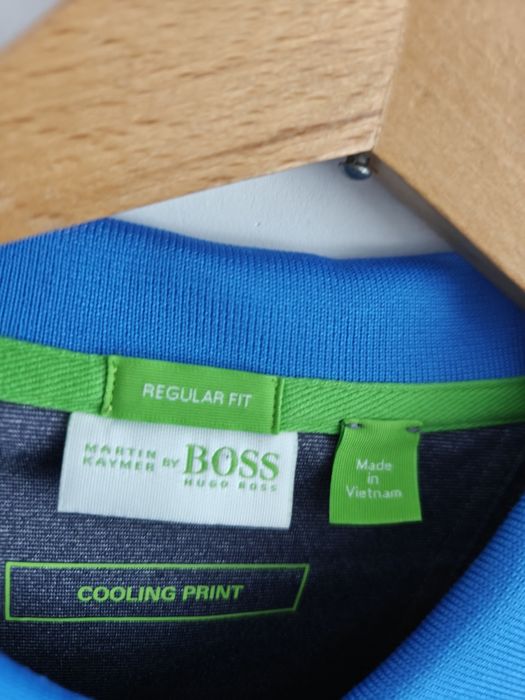 REGULAR FIT
MARTIN
KAYMER BY BOSS
HUGO BOSS
Made
in
Vietnam
COOLING PRINT